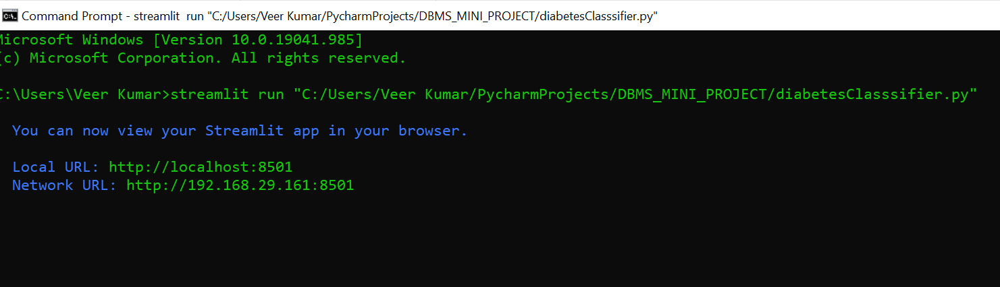 Command Prompt - streamlit  run "C:/Users/Veer Kumar/PycharmProjects/DBMS_MINI_PROJECT/diabetesClasssifier.py"
Microsoft Windows [Version 10.0.19041.985]
(c) Microsoft Corporation. All rights reserved.
C:\Users\Veer Kumar>streamlit run "C:/Users/Veer Kumar/PycharmProjects/DBMS_MINI_PROJECT/diabetesClasssifier.py"
You can now view your Streamlit app in your browser.
Local URL: http://localhost:8501
Network URL: http://192.168.29.161:8501